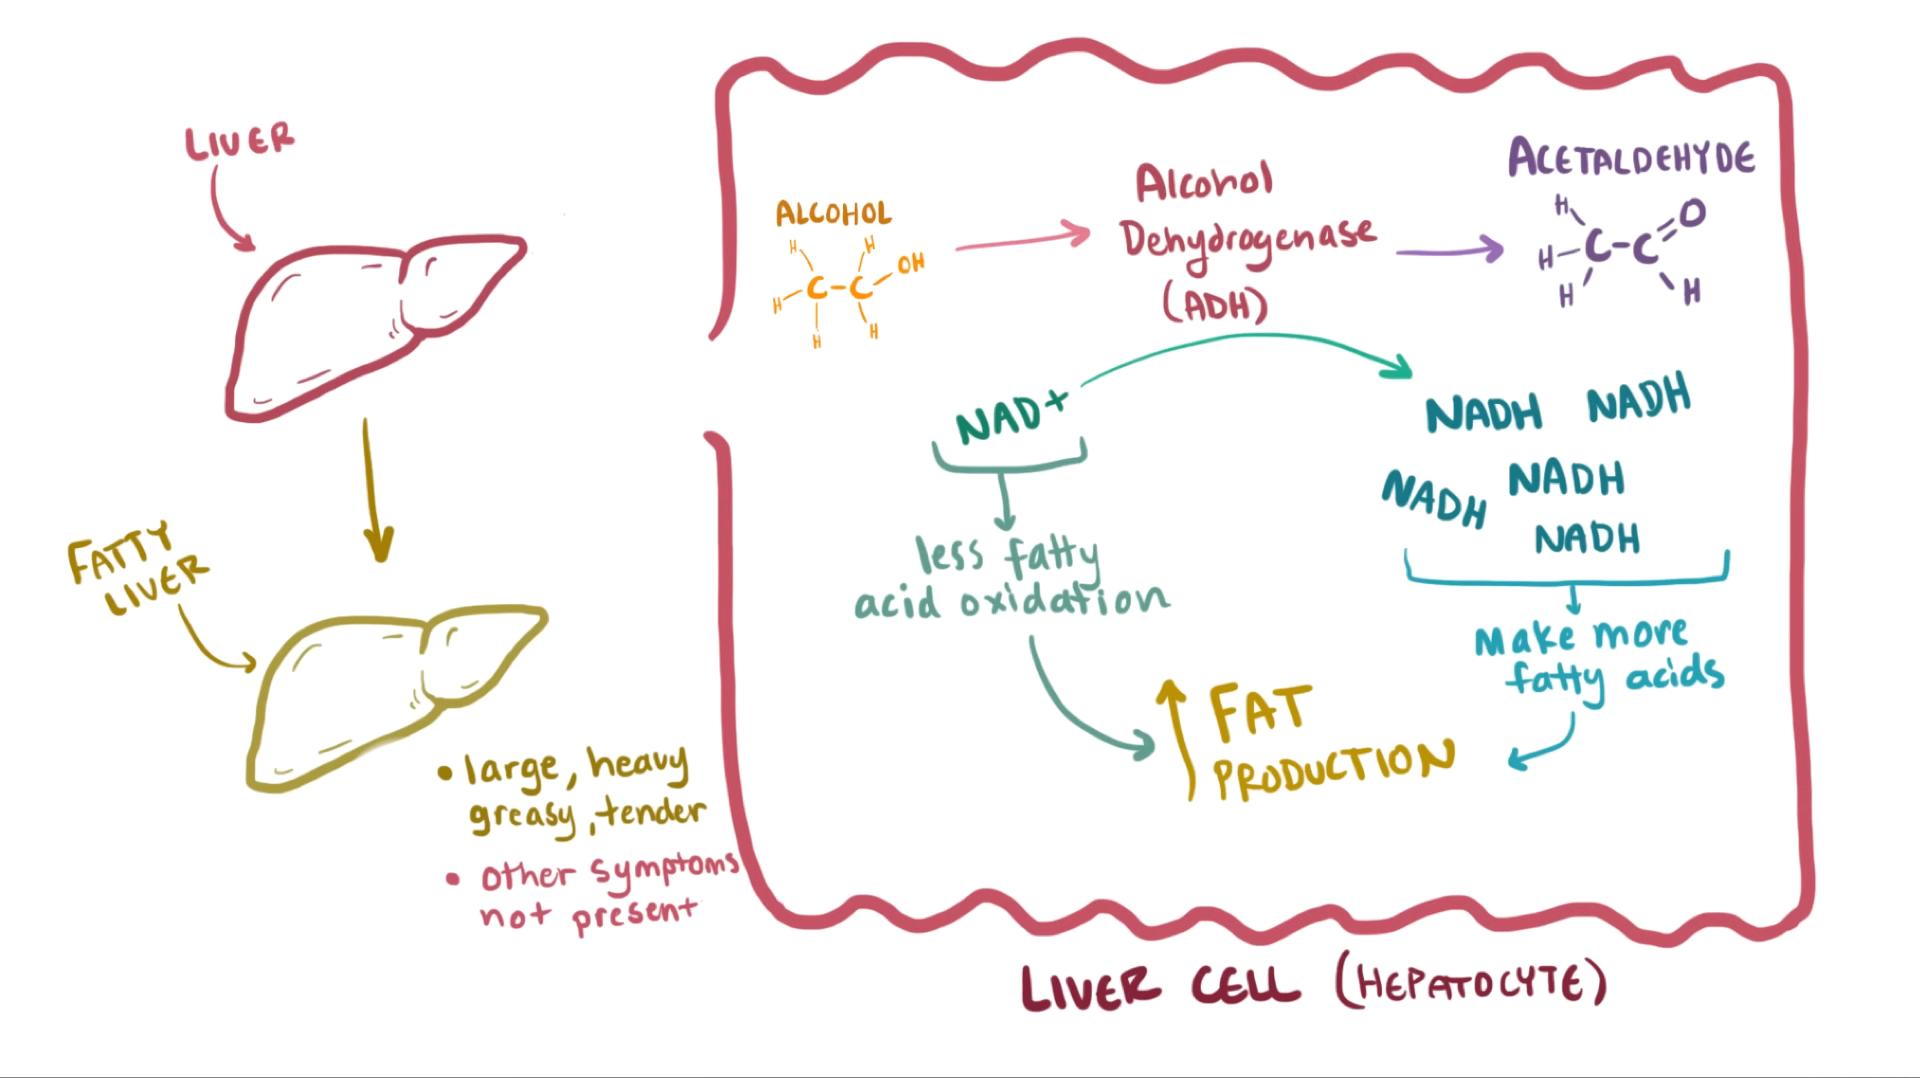 LIVER
FATTY
LIVER
• large, heavy
greasy, tender
• other symptoms
not present
ALCOHOL
H H
C-C OH
H
H H
Alcohol
Dehydrogenase
(ADH)
ACETALDEHYDE
H O
H-C-C
H H
NAD+
NADH NADH
NADH NADH
NADH
less fatty
acid oxidation
Make more
fatty acids
↑ FAT
PRODUCTION
LIVER CELL (HEPATOCYTE)